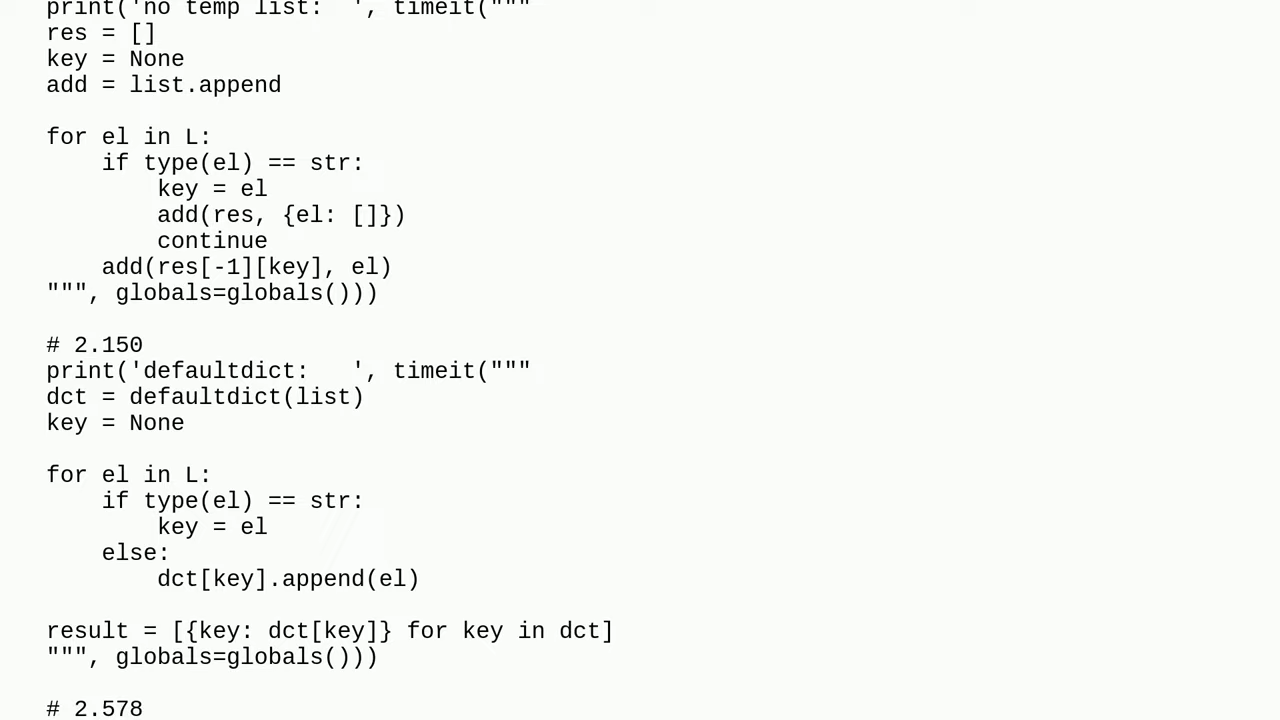 print('no temp list:  ', timeit("""
res = []
key = None
add = list.append

for el in L:
    if type(el) == str:
        key = el
        add(res, {el: []})
        continue
    add(res[-1][key], el)
""", globals=globals()))

# 2.150
print('defaultdict:   ', timeit("""
dct = defaultdict(list)
key = None

for el in L:
    if type(el) == str:
        key = el
    else:
        dct[key].append(el)

result = [{key: dct[key]} for key in dct]
""", globals=globals()))

# 2.578